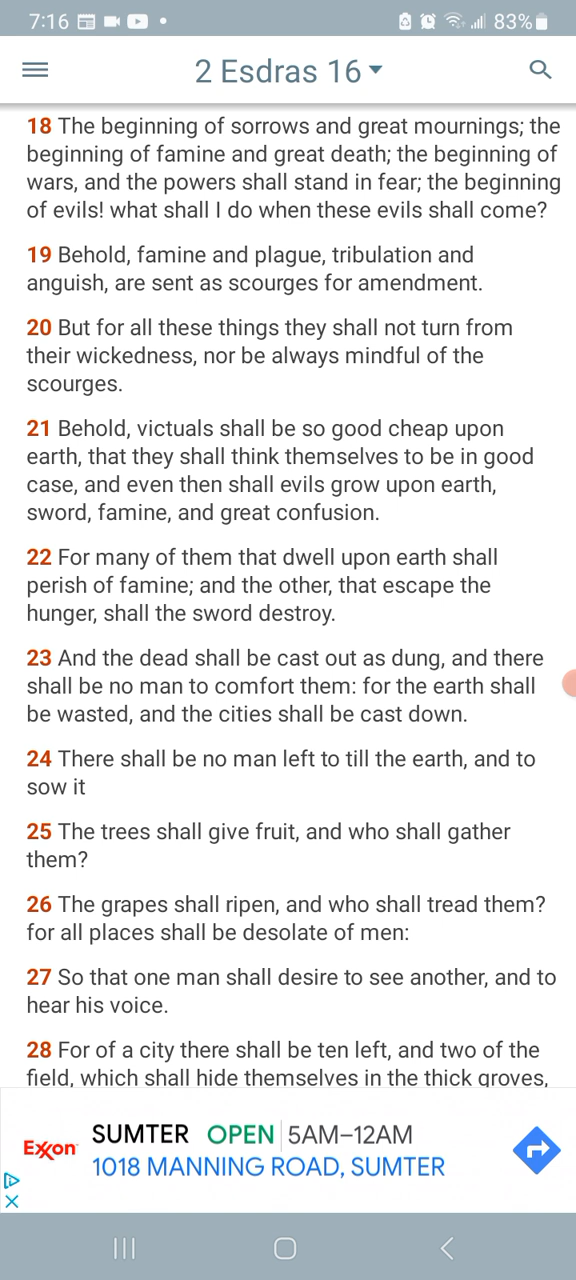 7:16
83%
2 Esdras 16
18 The beginning of sorrows and great mournings; the
beginning of famine and great death; the beginning of
wars, and the powers shall stand in fear; the beginning
of evils! what shall I do when these evils shall come?
19 Behold, famine and plague, tribulation and
anguish, are sent as scourges for amendment.
20 But for all these things they shall not turn from
their wickedness, nor be always mindful of the
scourges.
21 Behold, victuals shall be so good cheap upon
earth, that they shall think themselves to be in good
case, and even then shall evils grow upon earth,
sword, famine, and great confusion.
22 For many of them that dwell upon earth shall
perish of famine; and the other, that escape the
hunger, shall the sword destroy.
23 And the dead shall be cast out as dung, and there
shall be no man to comfort them: for the earth shall
be wasted, and the cities shall be cast down.
24 There shall be no man left to till the earth, and to
sow it
25 The trees shall give fruit, and who shall gather
them?
26 The grapes shall ripen, and who shall tread them?
for all places shall be desolate of men:
27 So that one man shall desire to see another, and to
hear his voice.
28 For of a city there shall be ten left, and two of the
field, which shall hide themselves in the thick groves,
Exxon
SUMTER OPEN 5AM–12AM
1018 MANNING ROAD, SUMTER